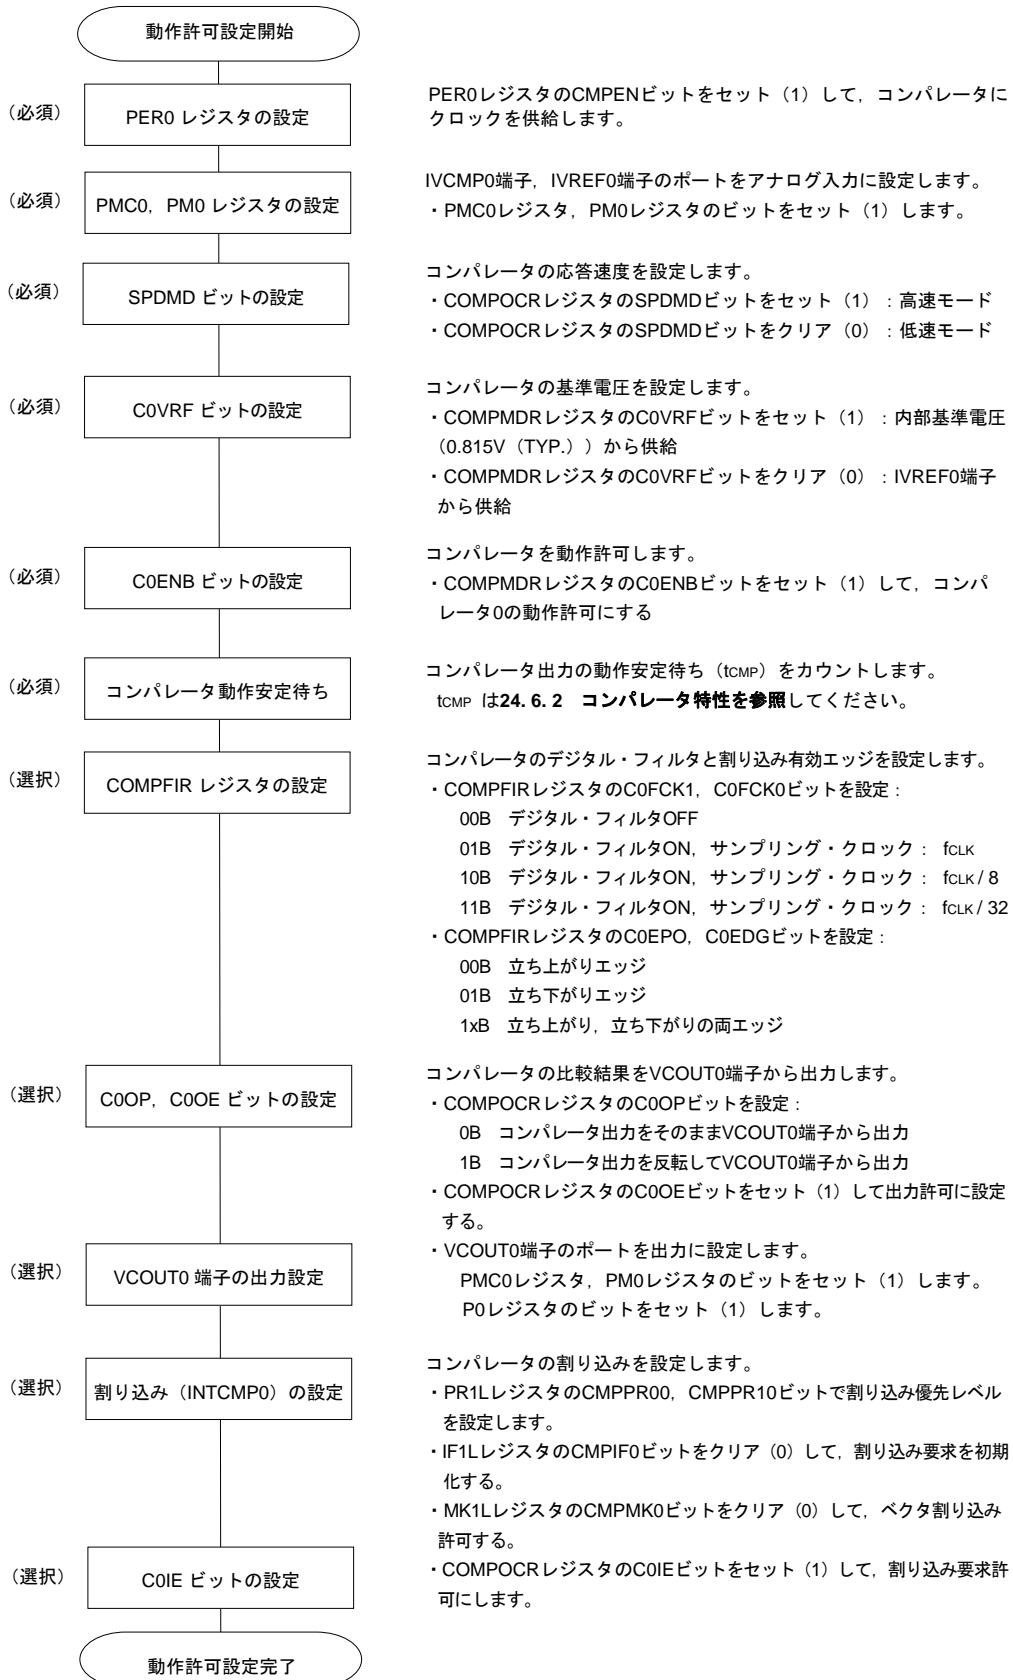 動作許可設定開始
（必須）
PER0 レジスタの設定
PER0レジスタのCMPENビットをセット（1）して，コンパレータに
クロックを供給します。
（必須）
PMC0，PM0 レジスタの設定
IVCMP0端子，IVREF0端子のポートをアナログ入力に設定します。
・PMC0レジスタ，PM0レジスタのビットをセット（1）します。
（必須）
SPDMD ビットの設定
コンパレータの応答速度を設定します。
・COMPOCRレジスタのSPDMDビットをセット（1）：高速モード
・COMPOCRレジスタのSPDMDビットをクリア（0）：低速モード
（必須）
C0VRF ビットの設定
コンパレータの基準電圧を設定します。
・COMPMDRレジスタのC0VRFビットをセット（1）：内部基準電圧
（0.815V（TYP.））から供給
・COMPMDRレジスタのC0VRFビットをクリア（0）：IVREF0端子
から供給
（必須）
C0ENB ビットの設定
コンパレータを動作許可します。
・COMPMDRレジスタのC0ENBビットをセット（1）して，コンパ
レータ0の動作許可にする
（必須）
コンパレータ動作安定待ち
コンパレータ出力の動作安定待ち（tCMP）をカウントします。
tCMP は24. 6. 2　コンパレータ特性を参照してください。
（選択）
COMPFIR レジスタの設定
コンパレータのデジタル・フィルタと割り込み有効エッジを設定します。
・COMPFIRレジスタのC0FCK1，C0FCK0ビットを設定：
00B　デジタル・フィルタOFF
01B　デジタル・フィルタON，サンプリング・クロック： fCLK
10B　デジタル・フィルタON，サンプリング・クロック： fCLK / 8
11B　デジタル・フィルタON，サンプリング・クロック： fCLK / 32
・COMPFIRレジスタのC0EPO，C0EDGビットを設定：
00B　立ち上がりエッジ
01B　立ち下がりエッジ
1xB　立ち上がり，立ち下がりの両エッジ
（選択）
C0OP，C0OE ビットの設定
コンパレータの比較結果をVCOUT0端子から出力します。
・COMPOCRレジスタのC0OPビットを設定：
0B　コンパレータ出力をそのままVCOUT0端子から出力
1B　コンパレータ出力を反転してVCOUT0端子から出力
・COMPOCRレジスタのC0OEビットをセット（1）して出力許可に設定
する。
（選択）
VCOUT0 端子の出力設定
・VCOUT0端子のポートを出力に設定します。
PMC0レジスタ，PM0レジスタのビットをセット（1）します。
P0レジスタのビットをセット（1）します。
（選択）
割り込み（INTCMP0）の設定
コンパレータの割り込みを設定します。
・PR1LレジスタのCMPPR00，CMPPR10ビットで割り込み優先レベル
を設定します。
・IF1LレジスタのCMPIF0ビットをクリア（0）して，割り込み要求を初期
化する。
・MK1LレジスタのCMPMK0ビットをクリア（0）して，ベクタ割り込み
許可する。
（選択）
C0IE ビットの設定
・COMPOCRレジスタのC0IEビットをセット（1）して，割り込み要求許
可にします。
動作許可設定完了